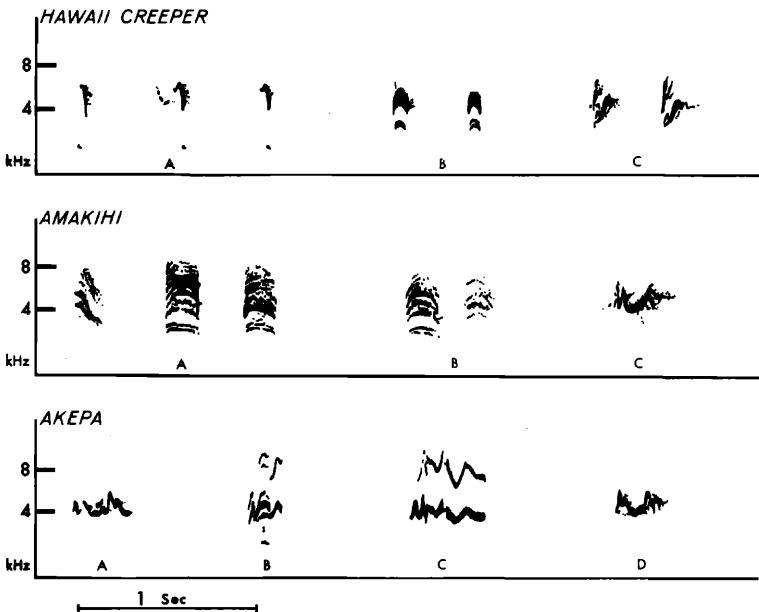 HAWAII CREEPER
8
4
kHz A B C
AMAKIHI
8
4
kHz A B C
AKEPA
8
4
kHz A B C D
1 Sec